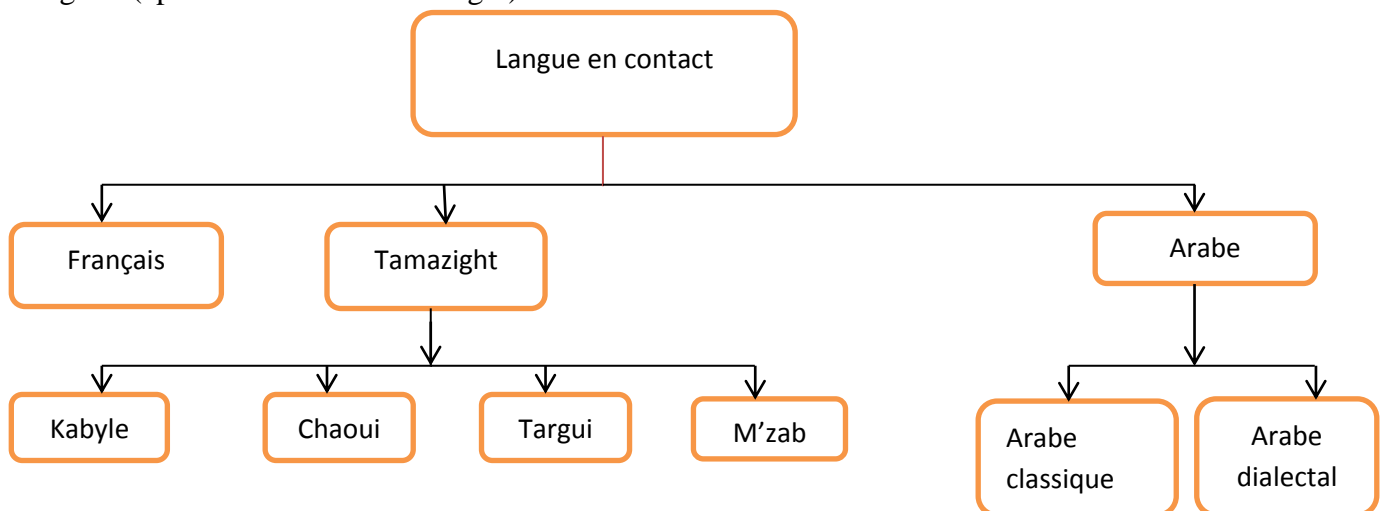 Langue en contact
Français
Tamazight
Arabe
Kabyle
Chaoui
Targui
M’zab
Arabe
classique
Arabe
dialectal